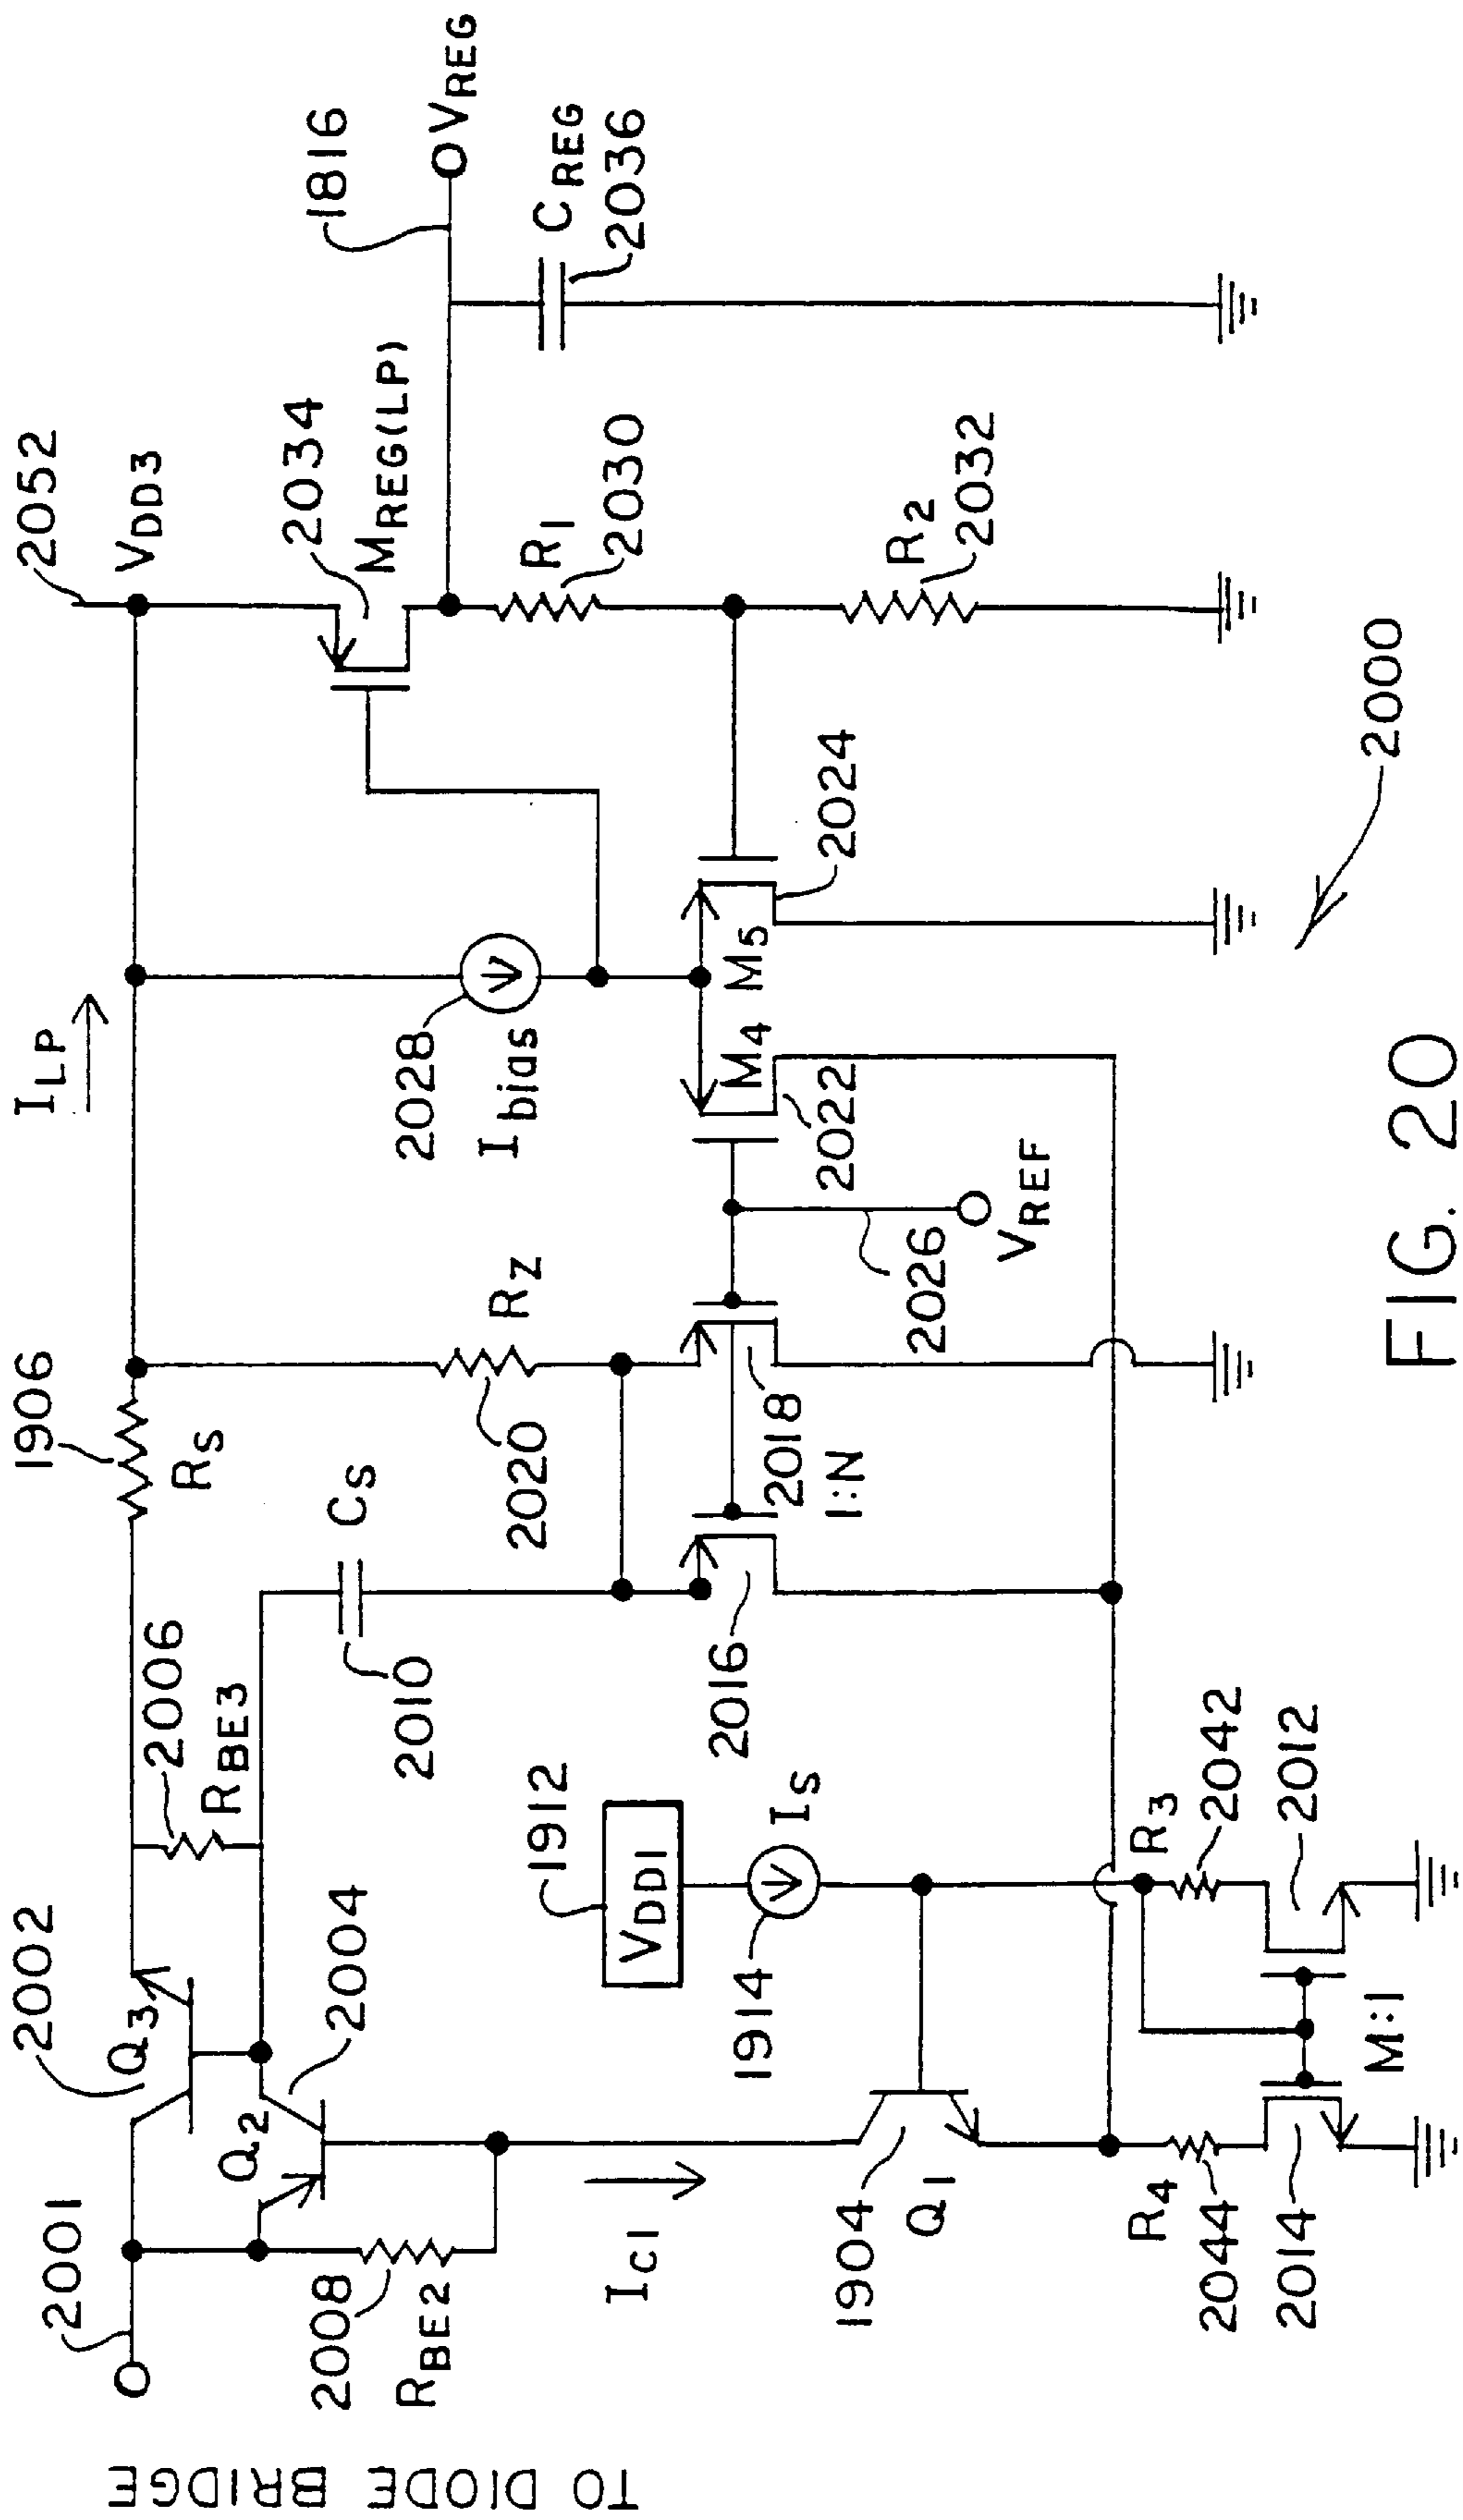 TO DIODE BRIDGE
2001
2002
Q3
2006
RBE3
1906
RS
ILP
2052
VDD3
Q2
2004
2008
RBE2
IC1
2010
CS
2020
RZ
2028
Ibias
2034
MREG(LP)
1816
VREG
CREG
2036
R1
2030
1912
VDD1
IS
1914
1904
Q1
2016
2018
1:N
2022
M4
M5
2024
2026
VREF
R2
2032
R4
2044
2014
M:1
R3
2042
2012
2000
FIG. 20